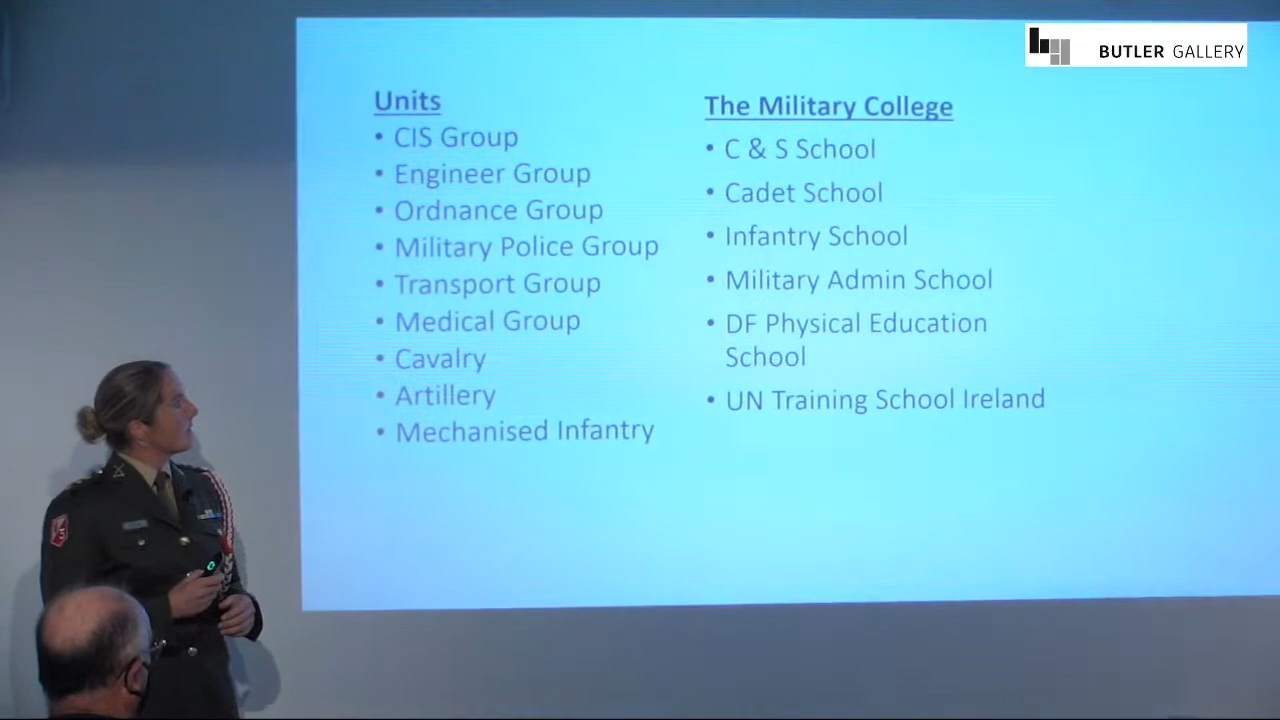 BUTLER GALLERY
Units
• CIS Group
• Engineer Group
• Ordnance Group
• Military Police Group
• Transport Group
• Medical Group
• Cavalry
• Artillery
• Mechanised Infantry
The Military College
• C & S School
• Cadet School
• Infantry School
• Military Admin School
• DF Physical Education
School
• UN Training School Ireland